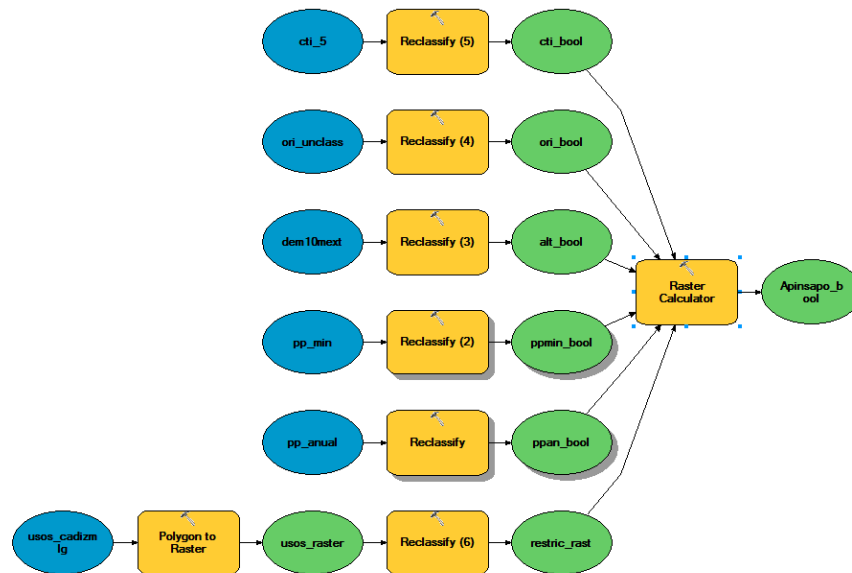 cti_5
Reclassify (5)
cti_bool
ori_unclass
Reclassify (4)
ori_bool
dem10mext
Reclassify (3)
alt_bool
Raster
Calculator
Apinsapo_b
ool
pp_min
Reclassify (2)
ppmin_bool
pp_anual
Reclassify
ppan_bool
usos_cadizm
lg
Polygon to
Raster
usos_raster
Reclassify (6)
restric_rast